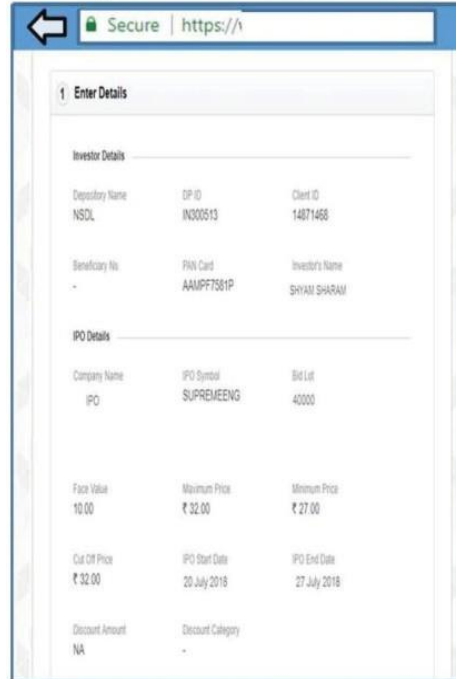 Secure | https://
1 Enter Details
Investor Details
Depository Name DP ID Client ID
NSDL IN300513 14871468
Beneficiary No PAN Card Investor's Name
- AAMPF7581P SHYAM SHARAM
IPO Details
Company Name IPO Symbol Bid Lot
IPO SUPREMEENG 40000
Face Value Maximum Price Minimum Price
10.00 ₹ 32.00 ₹ 27.00
Cut Off Price IPO Start Date IPO End Date
₹ 32.00 20 July 2018 27 July 2018
Discount Amount Discount Category
NA -